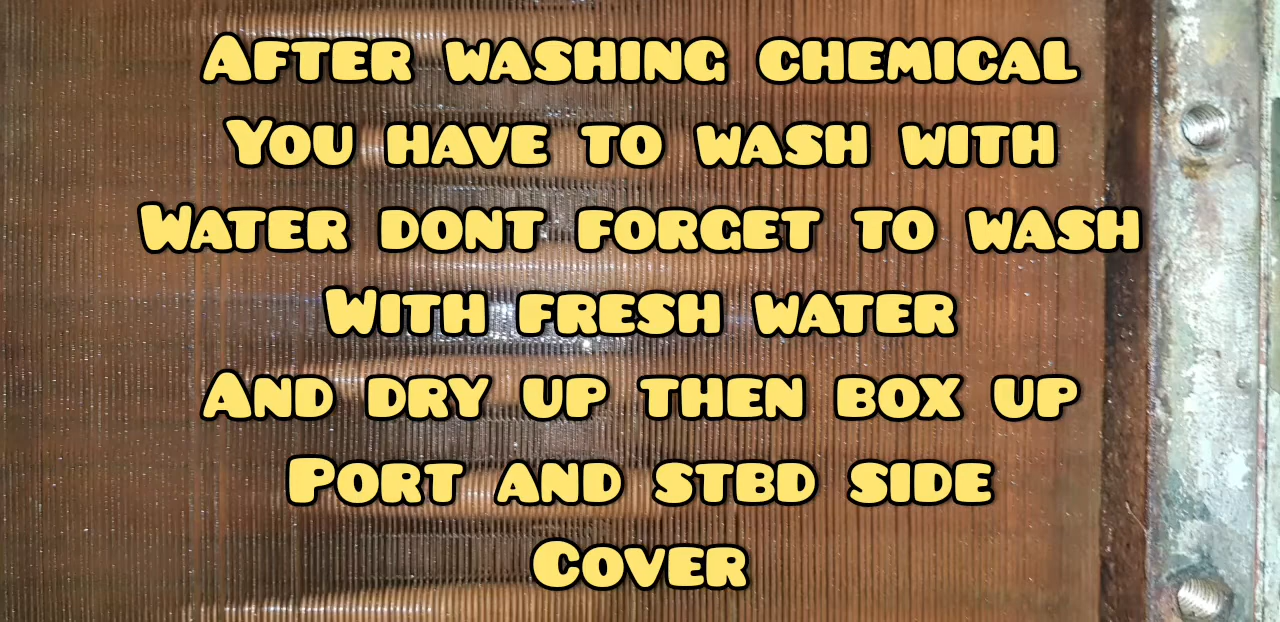 After washing chemical
You have to wash with
Water dont forget to wash
With fresh water
And dry up then box up
Port and stbd side
Cover